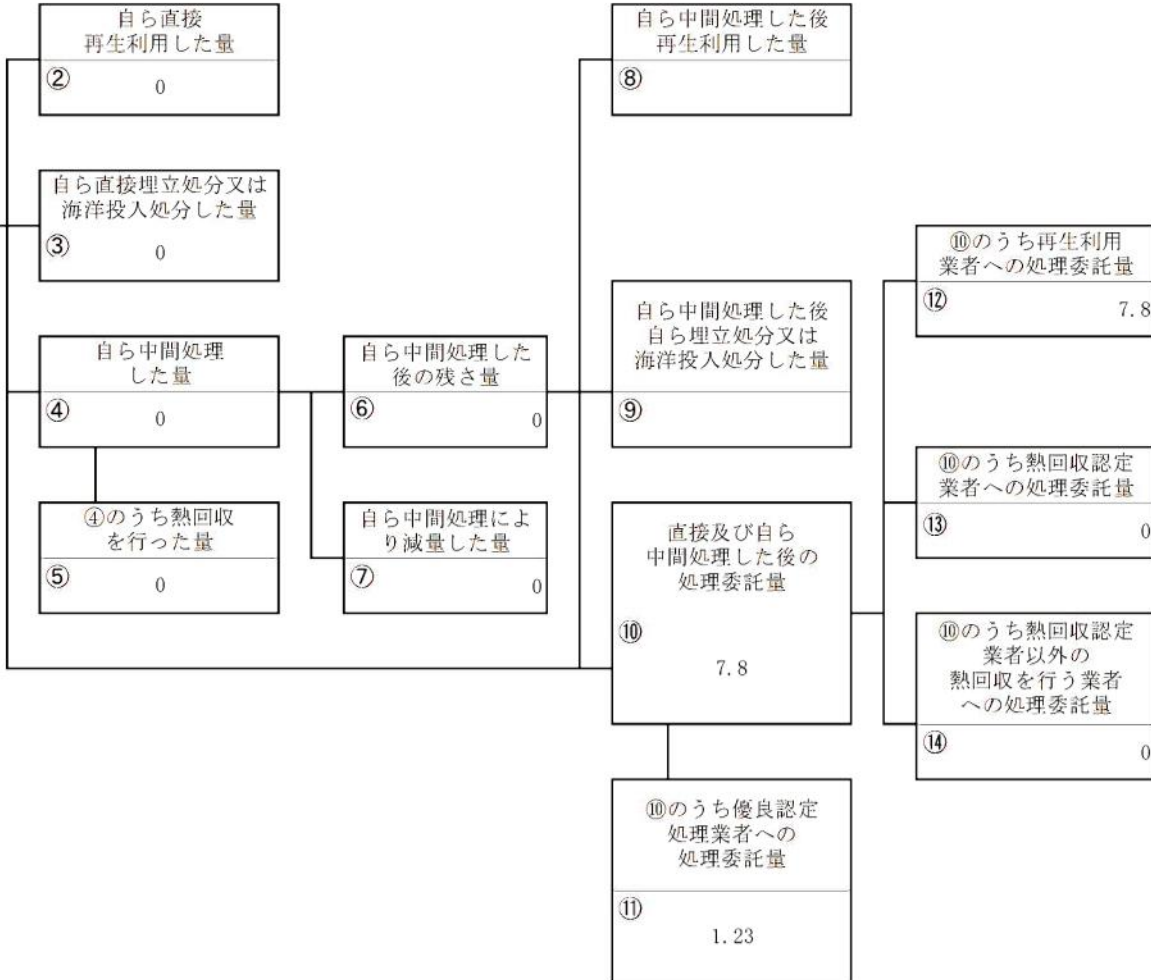 自ら直接
再生利用した量
②
0
自ら中間処理した後
再生利用した量
⑧
自ら直接埋立処分又は
海洋投入処分した量
③
0
⑩のうち再生利用
業者への処理委託量
⑫
7.8
自ら中間処理した後
自ら埋立処分又は
海洋投入処分した量
⑨
自ら中間処理
した量
④
0
自ら中間処理した
後の残さ量
⑥
0
⑩のうち熱回収認定
業者への処理委託量
⑬
0
④のうち熱回収
を行った量
⑤
0
自ら中間処理によ
り減量した量
⑦
0
直接及び自ら
中間処理した後の
処理委託量
⑩
7.8
⑩のうち熱回収認定
業者以外の
熱回収を行う業者
への処理委託量
⑭
0
⑩のうち優良認定
処理業者への
処理委託量
⑪
1.23